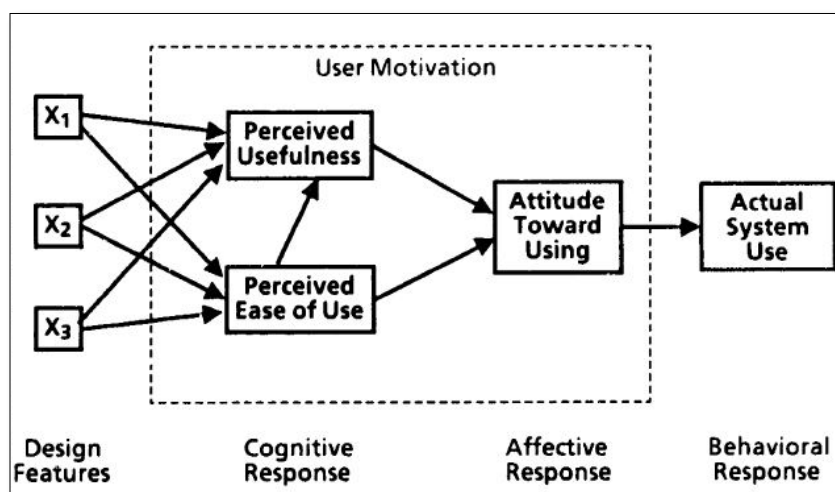 User Motivation
X1
X2
X3
Perceived
Usefulness
Perceived
Ease of Use
Attitude
Toward
Using
Actual
System
Use
Design
Features
Cognitive
Response
Affective
Response
Behavioral
Response